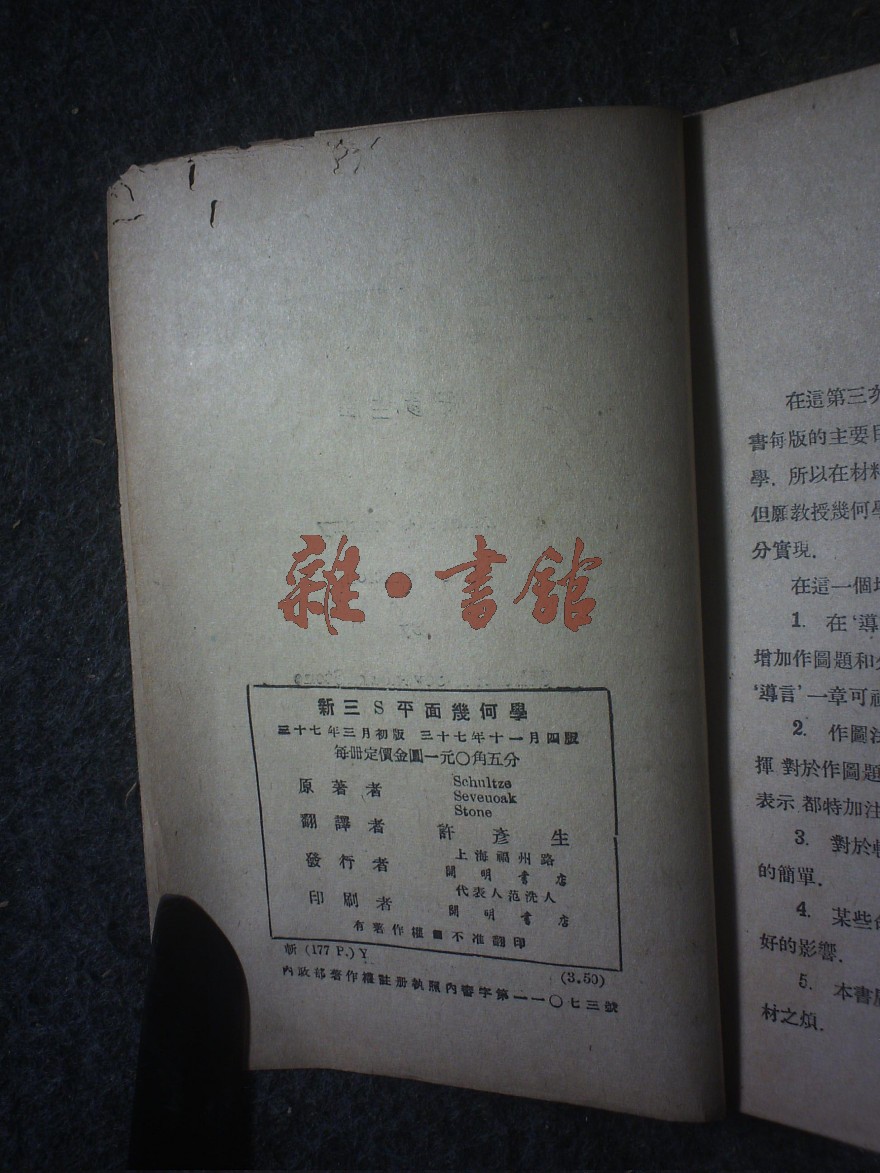 雜·書館
新三S平面幾何學
三十七年三月初版 三十七年十一月四版
每冊定價金圓一元〇角五分
原著者 Schultze
Seveuoak
Stone
翻譯者 許彥生
發行者 上海福州路
開明書店
代表人范洗人
印刷者 開明書店
有著作權■不准翻印
(177 P.) Y (3.50)
內政部著作權註册執照內警字第一一〇七三號
在這第三次
書每版的主要目
學．所以在材料
但願教授幾何學
分實現．
在這一個
1. 在‘導
增加作圖題和
‘導言’一章可
2. 作圖
揮 對於作圖題
表示 都特加注
3. 對於
的簡單．
4. 某些
好的影響．
5. 本書
材之煩．